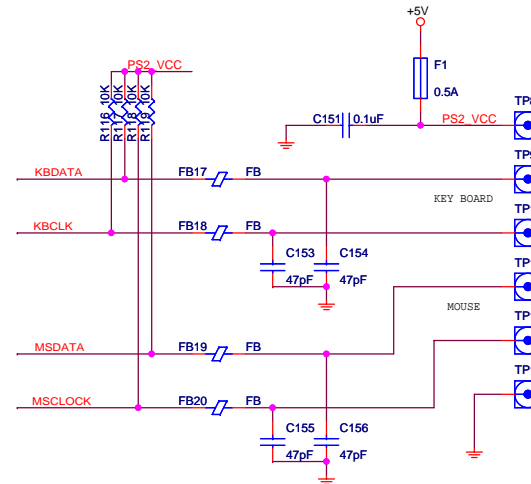 +5V
PS2_VCC
F1
0.5A
R116 10K
R117 10K
R118 10K
R119 10K
C151 0.1uF
PS2_VCC
KBDATA
FB17 FB
KEY BOARD
KBCLK
FB18 FB
C153 C154
47pF 47pF
MOUSE
MSDATA
FB19 FB
MSCLOCK
FB20 FB
C155 C156
47pF 47pF